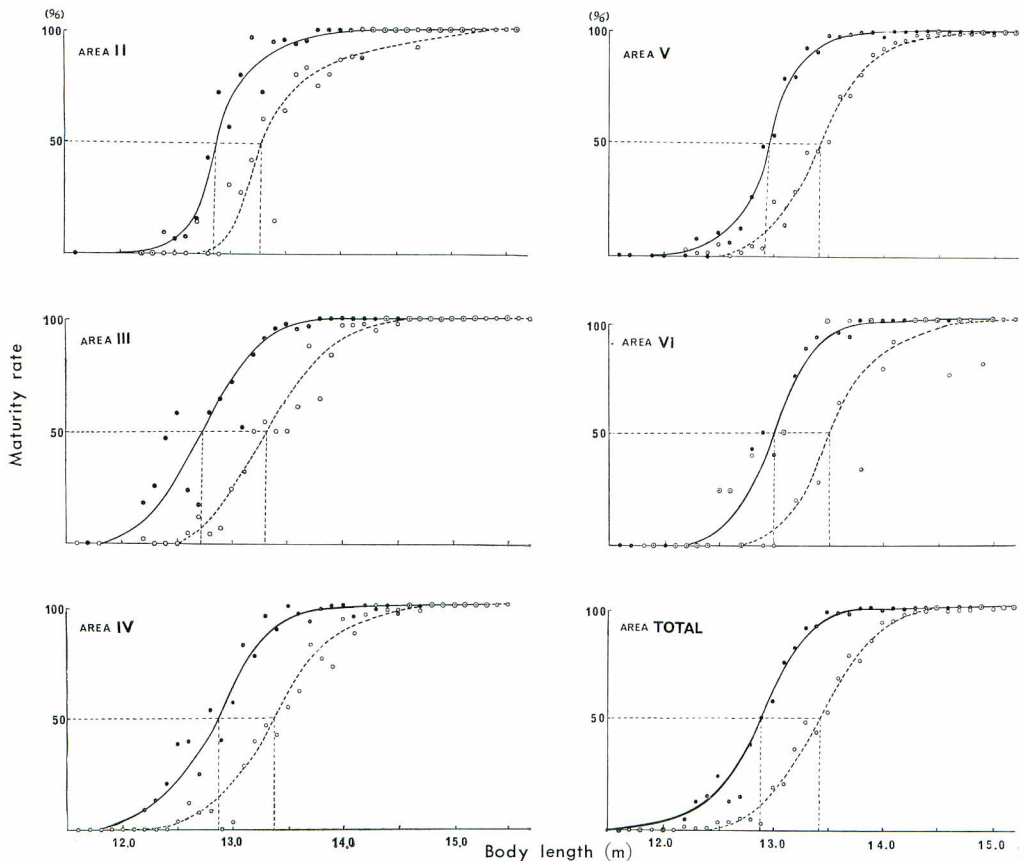 (%)
100
AREA II
50
(%)
100
AREA V
50
100
AREA III
50
100
AREA Vi
50
Maturity rate
100
AREA IV
50
12.0 13.0 14.0 15.0
100
AREA TOTAL
50
12.0 13.0 14.0 15.0
Body length (m)